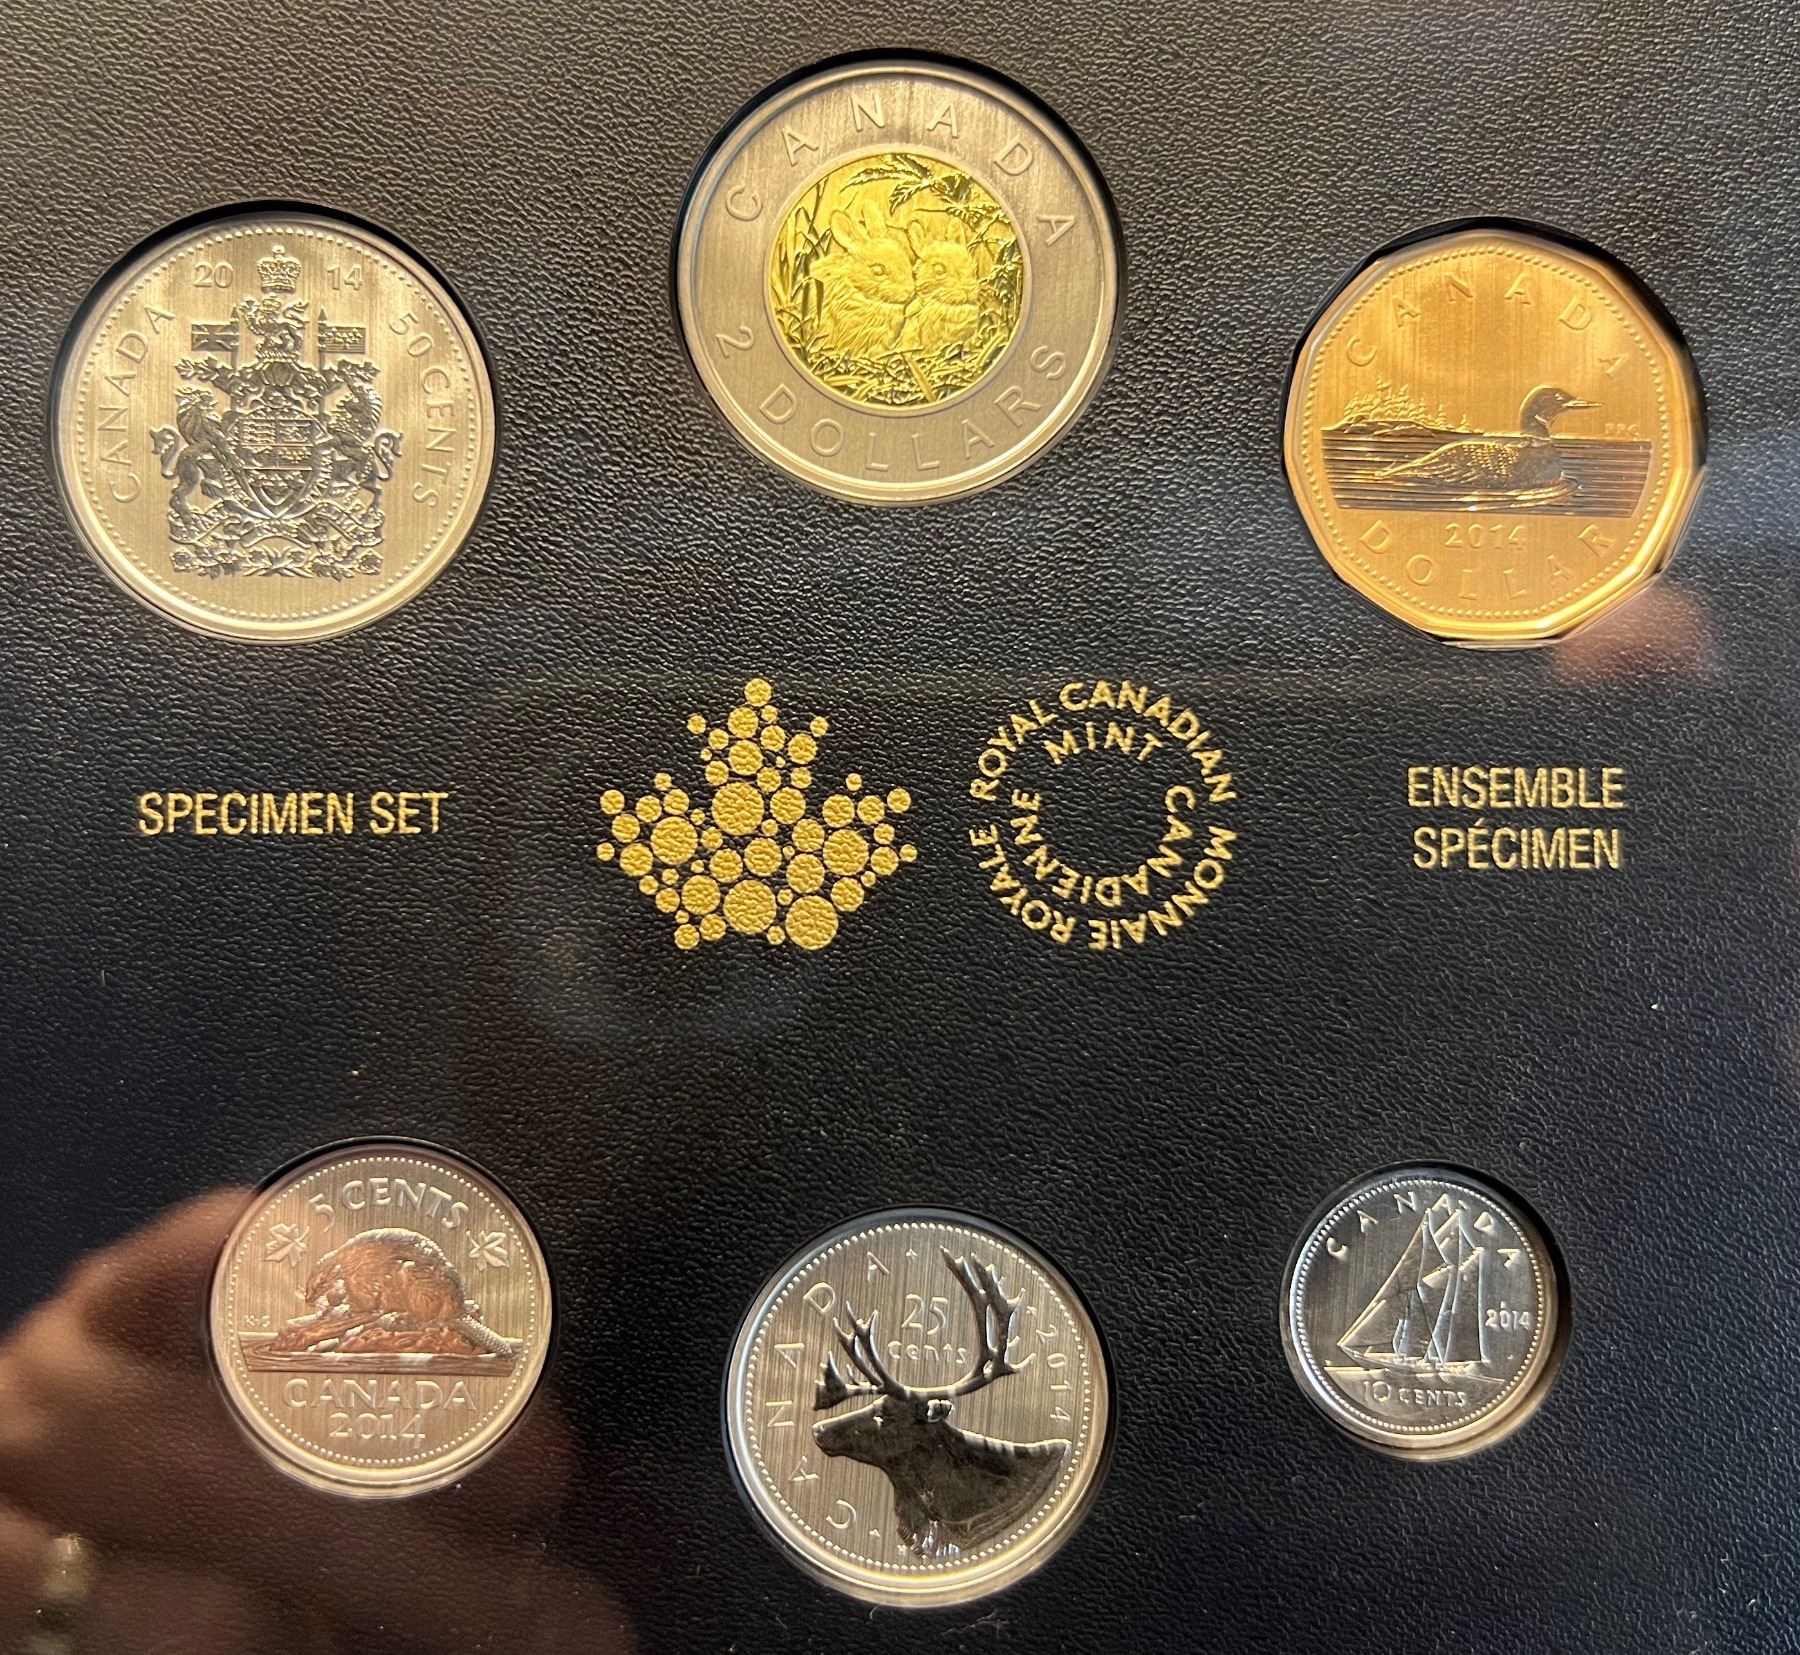 CANADA
2 DOLLARS
20 14
CANADA
50 CENTS
CANADA
2014
DOLLAR
SPECIMEN SET
ROYAL CANADIAN MINT
MONNAIE ROYALE CANADIENNE
ENSEMBLE
SPÉCIMEN
5 CENTS
K·G
CANADA
2014
CANADA
25
cents
2014
CANADA
2014
10 CENTS